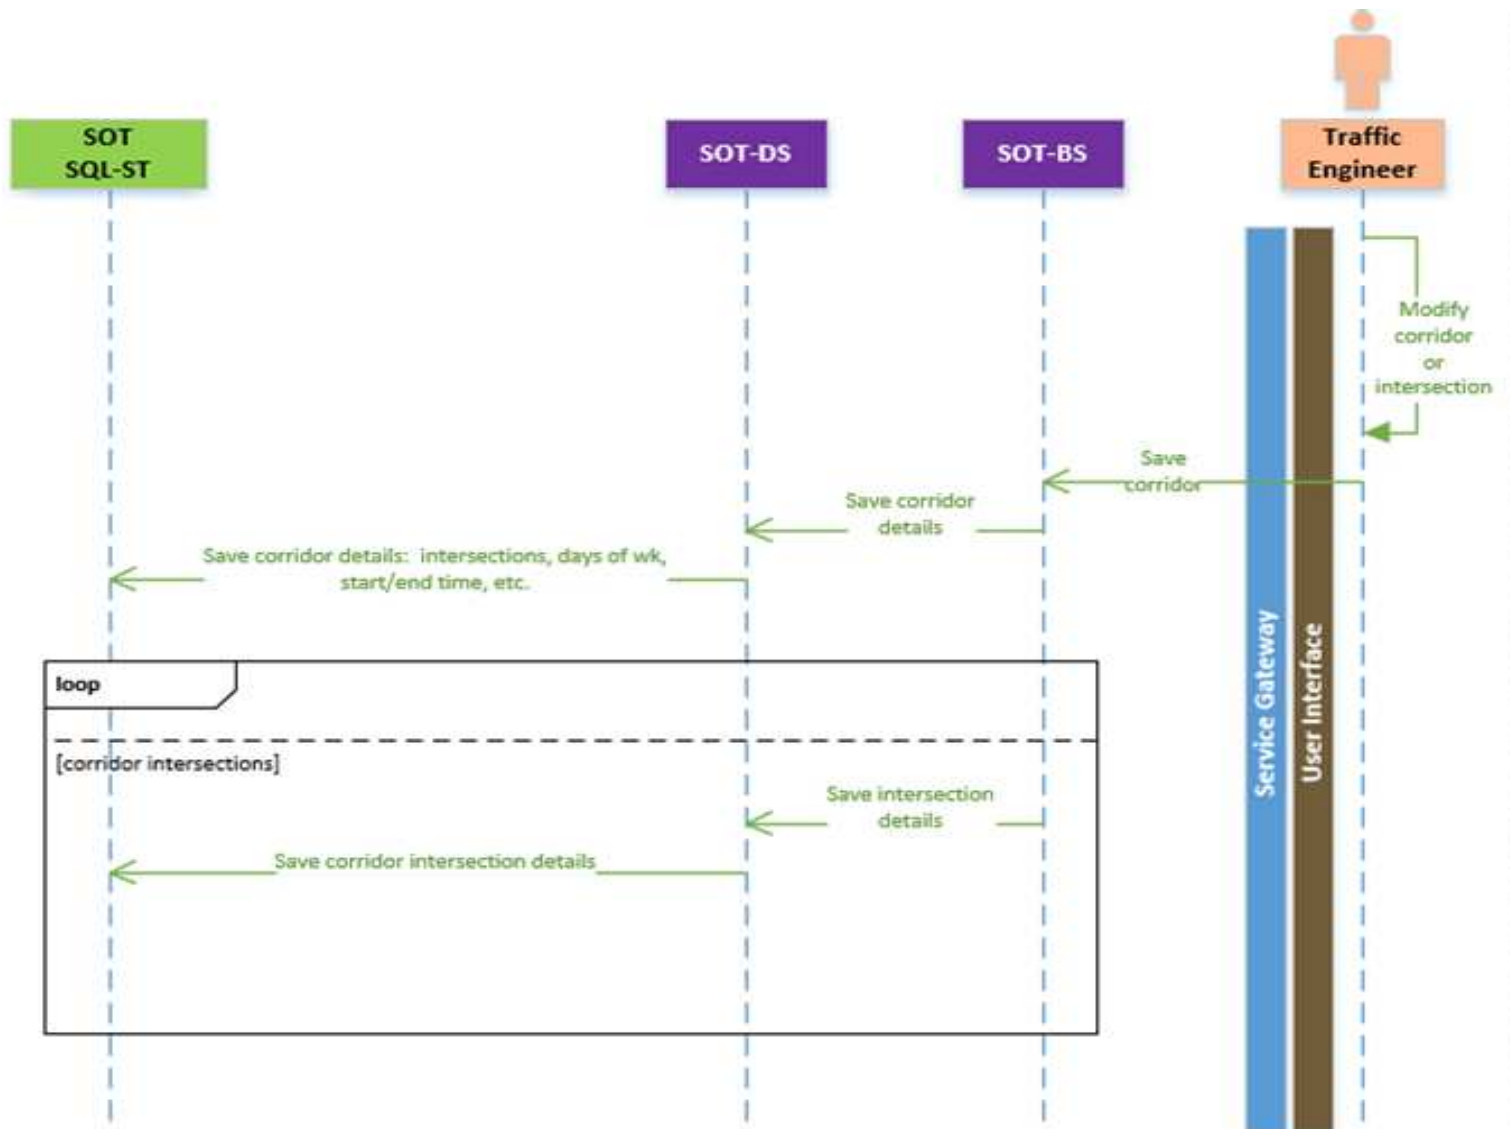 SOT
SQL-ST
SOT-DS
SOT-BS
Traffic
Engineer
Modify
corridor
or
intersection
Save
corridor
Save corridor
details
Save corridor details:  intersections, days of wk,
start/end time, etc.
loop
[corridor intersections]
Save intersection
details
Save corridor intersection details
Service Gateway
User Interface